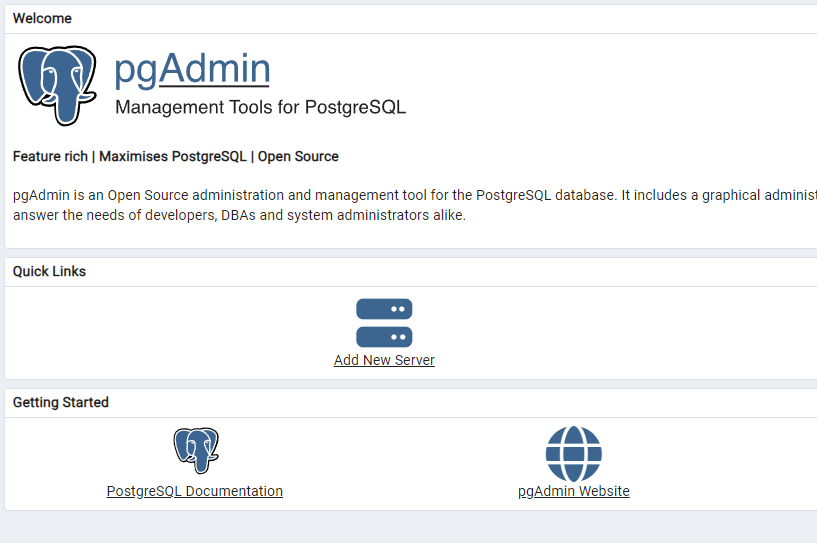 Welcome
pgAdmin
Management Tools for PostgreSQL
Feature rich | Maximises PostgreSQL | Open Source
pgAdmin is an Open Source administration and management tool for the PostgreSQL database. It includes a graphical administ
answer the needs of developers, DBAs and system administrators alike.
Quick Links
Add New Server
Getting Started
PostgreSQL Documentation
pgAdmin Website